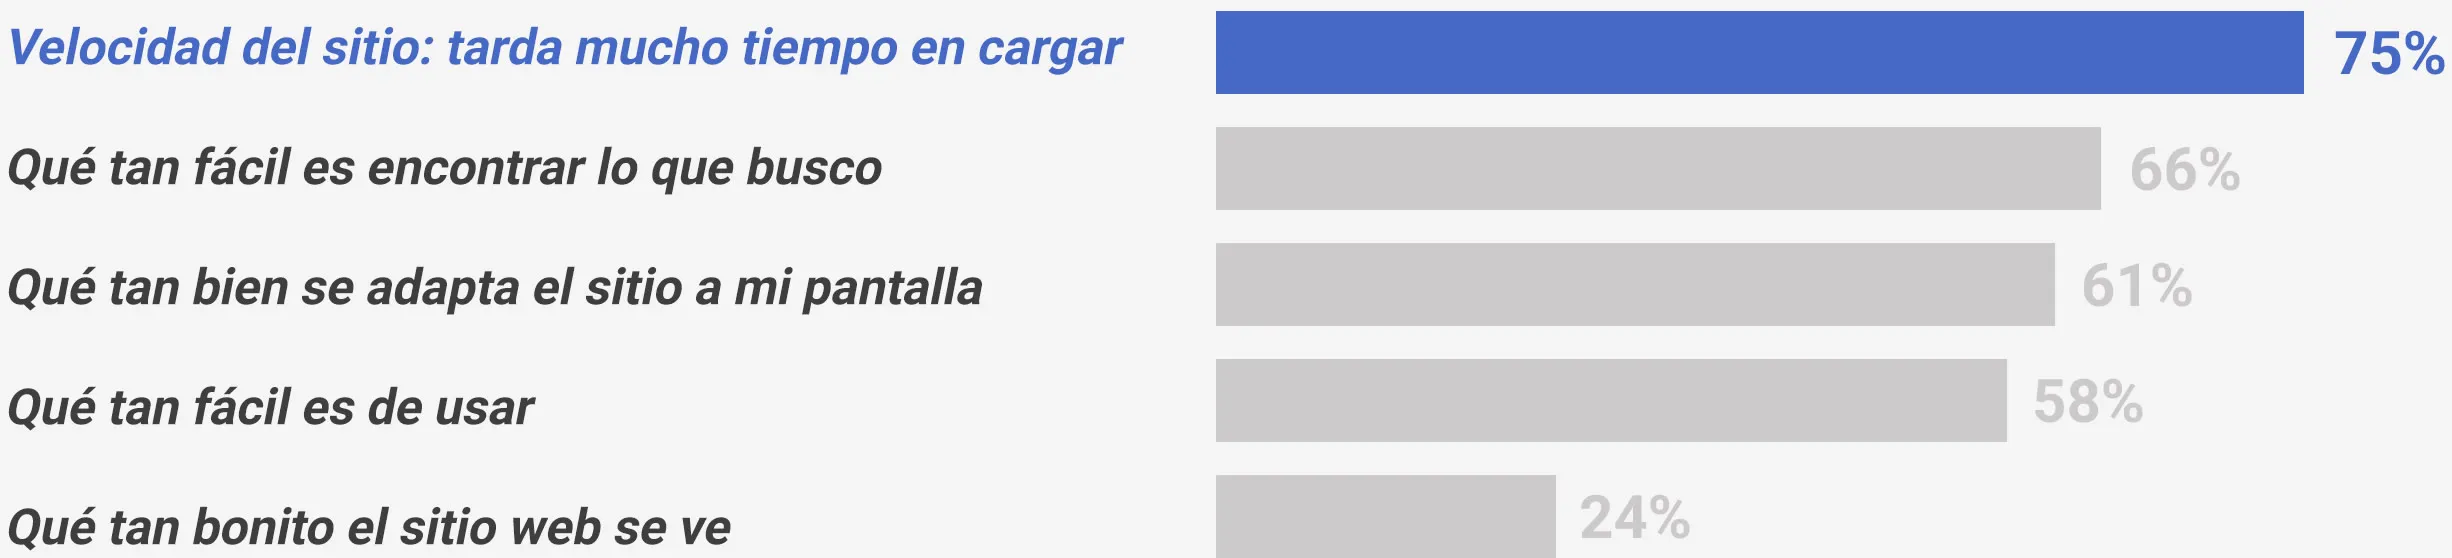 Velocidad del sitio: tarda mucho tiempo en cargar 75%
Qué tan fácil es encontrar lo que busco 66%
Qué tan bien se adapta el sitio a mi pantalla 61%
Qué tan fácil es de usar 58%
Qué tan bonito el sitio web se ve 24%